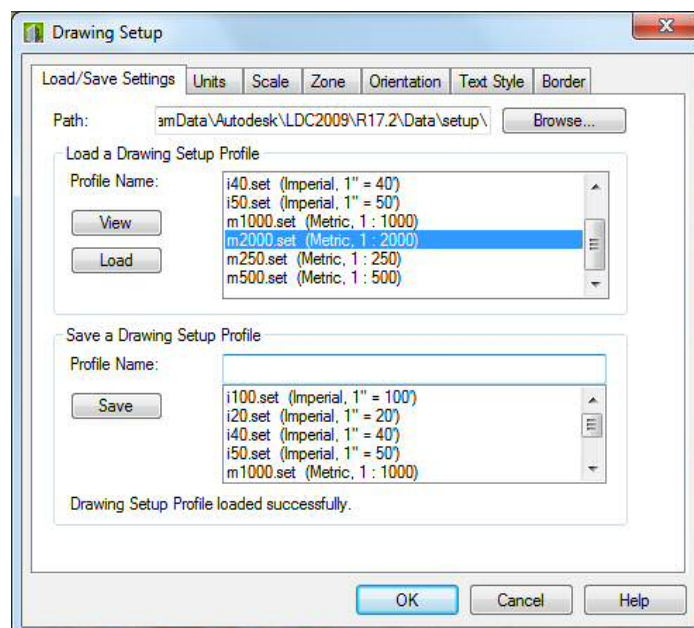 Drawing Setup
Load/Save Settings Units Scale Zone Orientation Text Style Border
Path: amData\Autodesk\LDC2009\R17.2\Data\setup\ Browse...
Load a Drawing Setup Profile
Profile Name:
i40.set (Imperial, 1" = 40')
i50.set (Imperial, 1" = 50')
View
m1000.set (Metric, 1 : 1000)
m2000.set (Metric, 1 : 2000)
Load
m250.set (Metric, 1 : 250)
m500.set (Metric, 1 : 500)
Save a Drawing Setup Profile
Profile Name:
Save
i100.set (Imperial, 1" = 100')
i20.set (Imperial, 1" = 20')
i40.set (Imperial, 1" = 40')
i50.set (Imperial, 1" = 50')
m1000.set (Metric, 1 : 1000)
Drawing Setup Profile loaded successfully.
OK Cancel Help